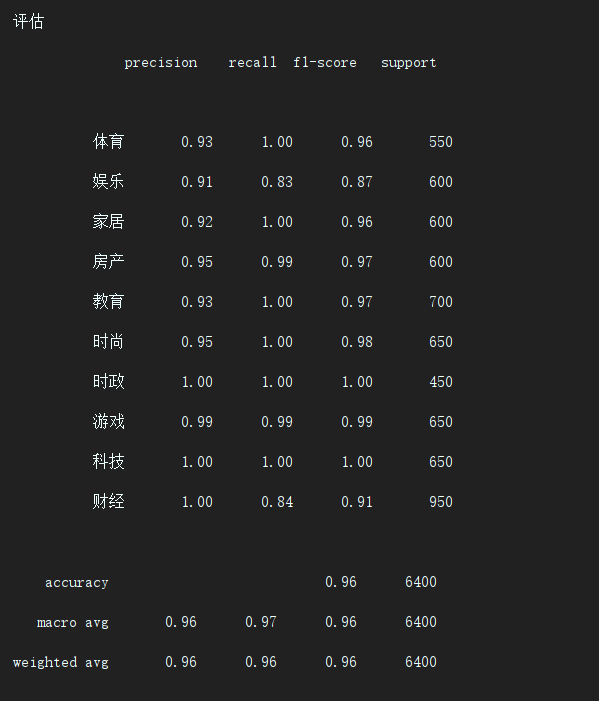 评估
precision recall f1-score support
体育 0.93 1.00 0.96 550
娱乐 0.91 0.83 0.87 600
家居 0.92 1.00 0.96 600
房产 0.95 0.99 0.97 600
教育 0.93 1.00 0.97 700
时尚 0.95 1.00 0.98 650
时政 1.00 1.00 1.00 450
游戏 0.99 0.99 0.99 650
科技 1.00 1.00 1.00 650
财经 1.00 0.84 0.91 950
accuracy 0.96 6400
macro avg 0.96 0.97 0.96 6400
weighted avg 0.96 0.96 0.96 6400